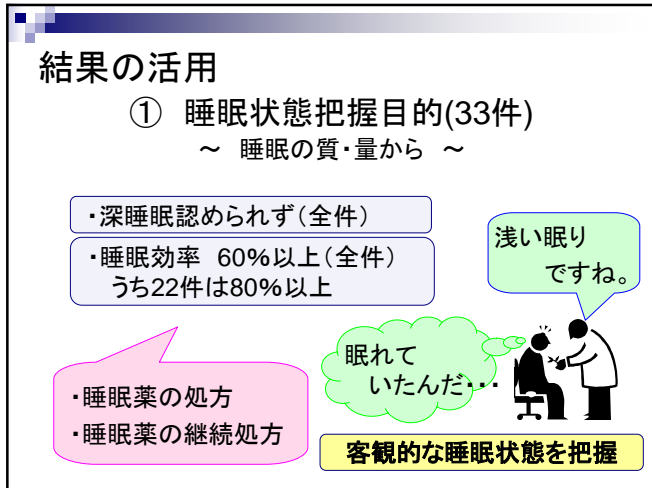 結果の活用
① 睡眠状態把握目的(33件)
～ 睡眠の質・量から ～
・深睡眠認められず（全件）
・睡眠効率 60％以上（全件）
うち22件は80％以上
浅い眠り
ですね。
眠れて
いたんだ・・・
・睡眠薬の処方
・睡眠薬の継続処方
客観的な睡眠状態を把握